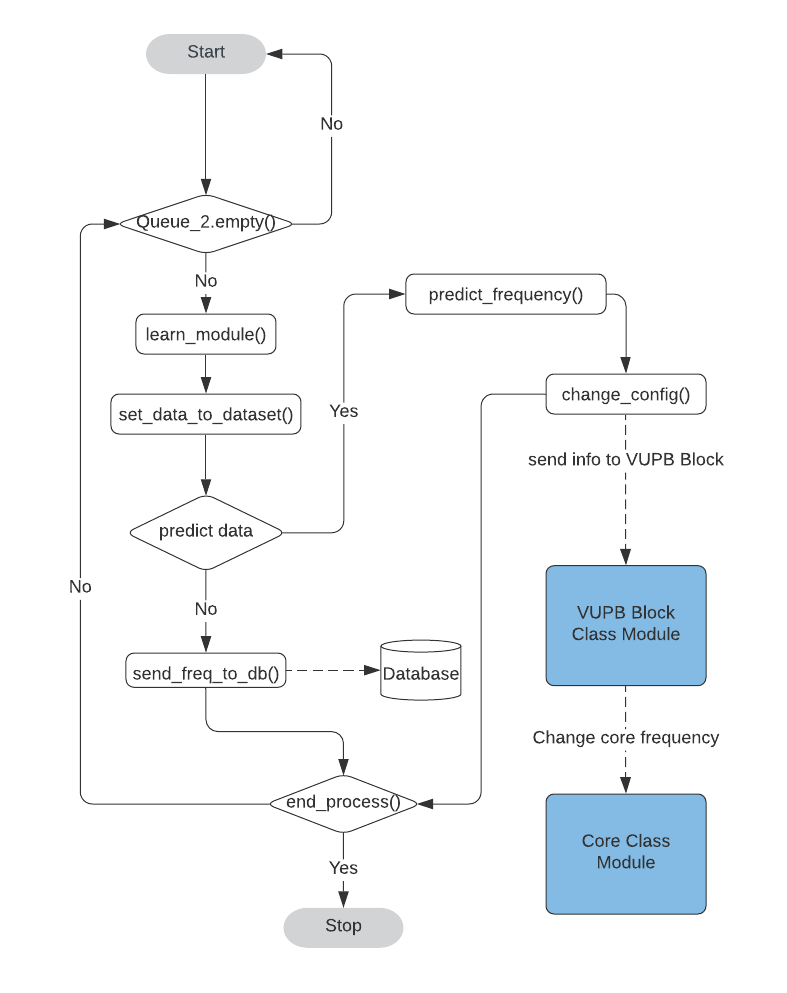 Start
No
Queue_2.empty()
No
learn_module()
set_data_to_dataset()
predict data
Yes
predict_frequency()
change_config()
send info to VUPB Block
VUPB Block
Class Module
Change core frequency
Core Class
Module
No
No
send_freq_to_db()
Database
end_process()
Yes
Stop